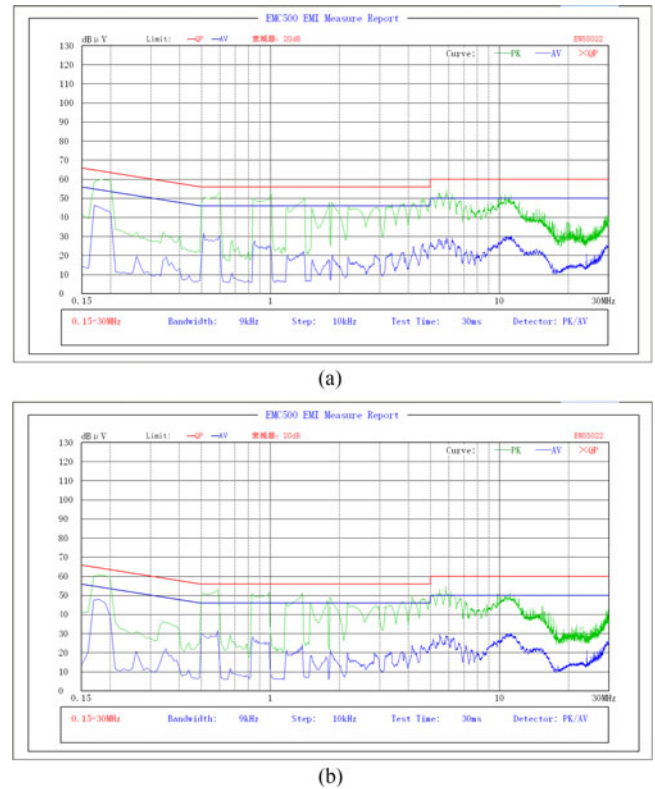 EMC500 EMI Measure Report
dBμV Limit: —QP —AV 衰减器: 20dB EN55022
Curve: —PK —AV ×QP
130
120
110
100
90
80
70
60
50
40
30
20
10
0
0.15 1 10 30MHz
0.15-30MHz Bandwidth: 9kHz Step: 10kHz Test Time: 30ms Detector: PK/AV
(a)
EMC500 EMI Measure Report
dBμV Limit: —QP —AV 衰减器: 20dB EN55022
Curve: —PK —AV ×QP
130
120
110
100
90
80
70
60
50
40
30
20
10
0
0.15 1 10 30MHz
0.15-30MHz Bandwidth: 9kHz Step: 10kHz Test Time: 30ms Detector: PK/AV
(b)